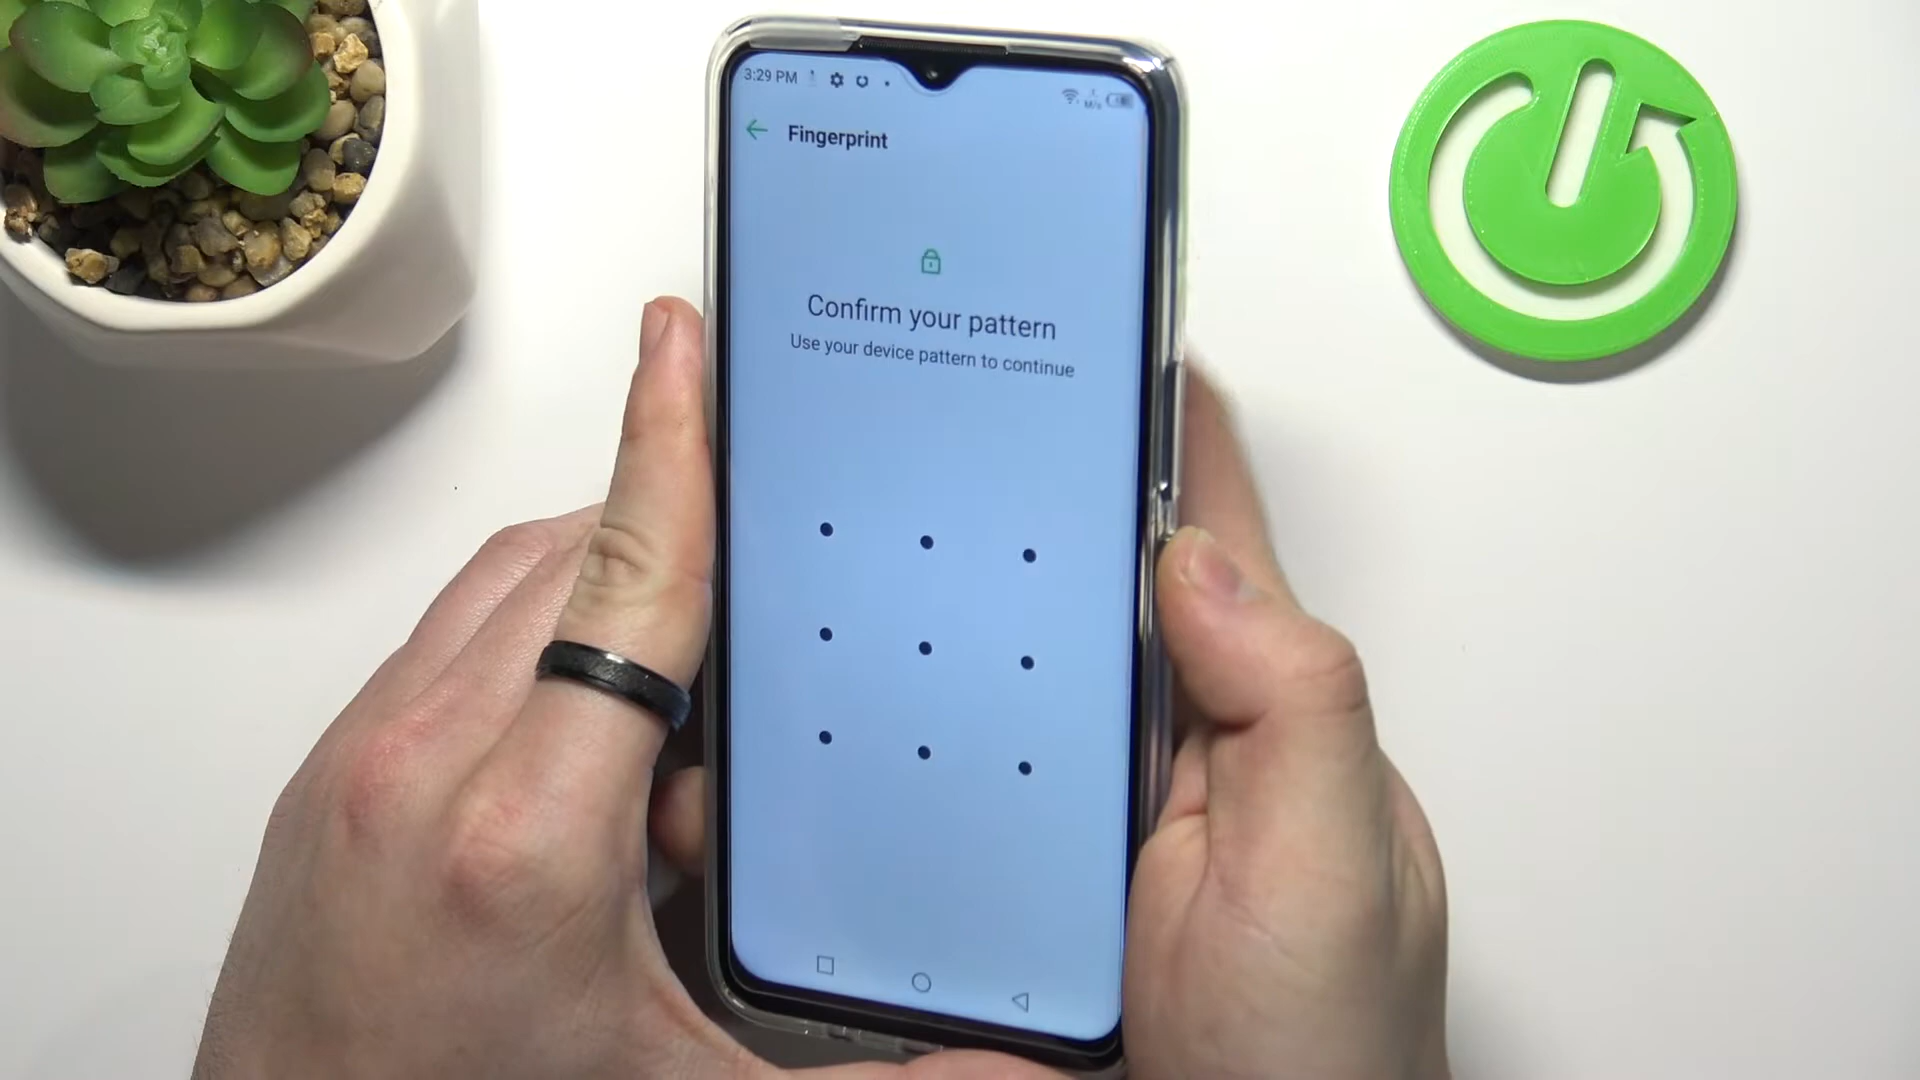 3:29 PM
Fingerprint
Confirm your pattern
Use your device pattern to continue